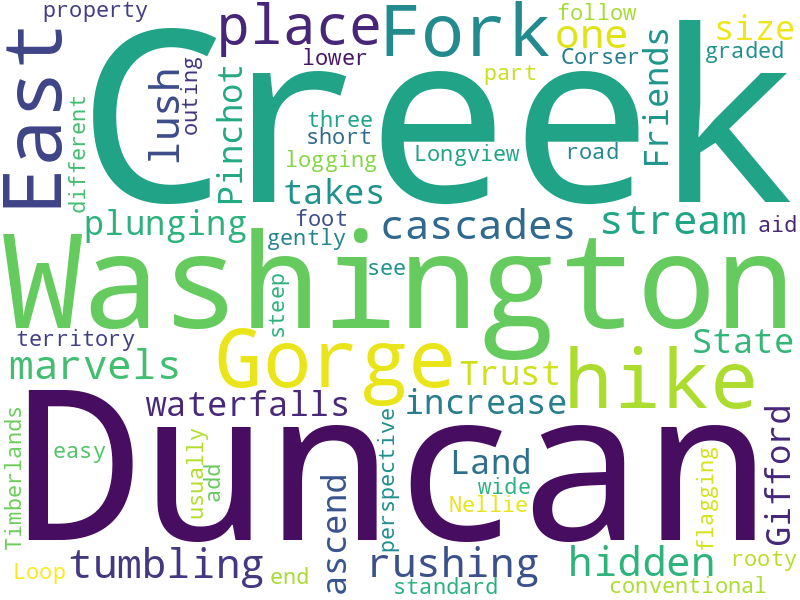 property
follow
Creek
East
place
Fork
one
size
lower
Corser
graded
lush
outing
Pinchot
part
Friends
different
three
short
logging
Longview
road
takes
plunging
foot
gently
cascades
stream
aid
Washington
see
steep
territory
marvels
Gorge
State
Trust
hike
Duncan
waterfalls
increase
Timberlands
easy
usually
add
perspective
Land
wide
Nellie
flagging
Gifford
ascend
Loop
tumbling
end
rushing
standard
hidden
rooty
conventional